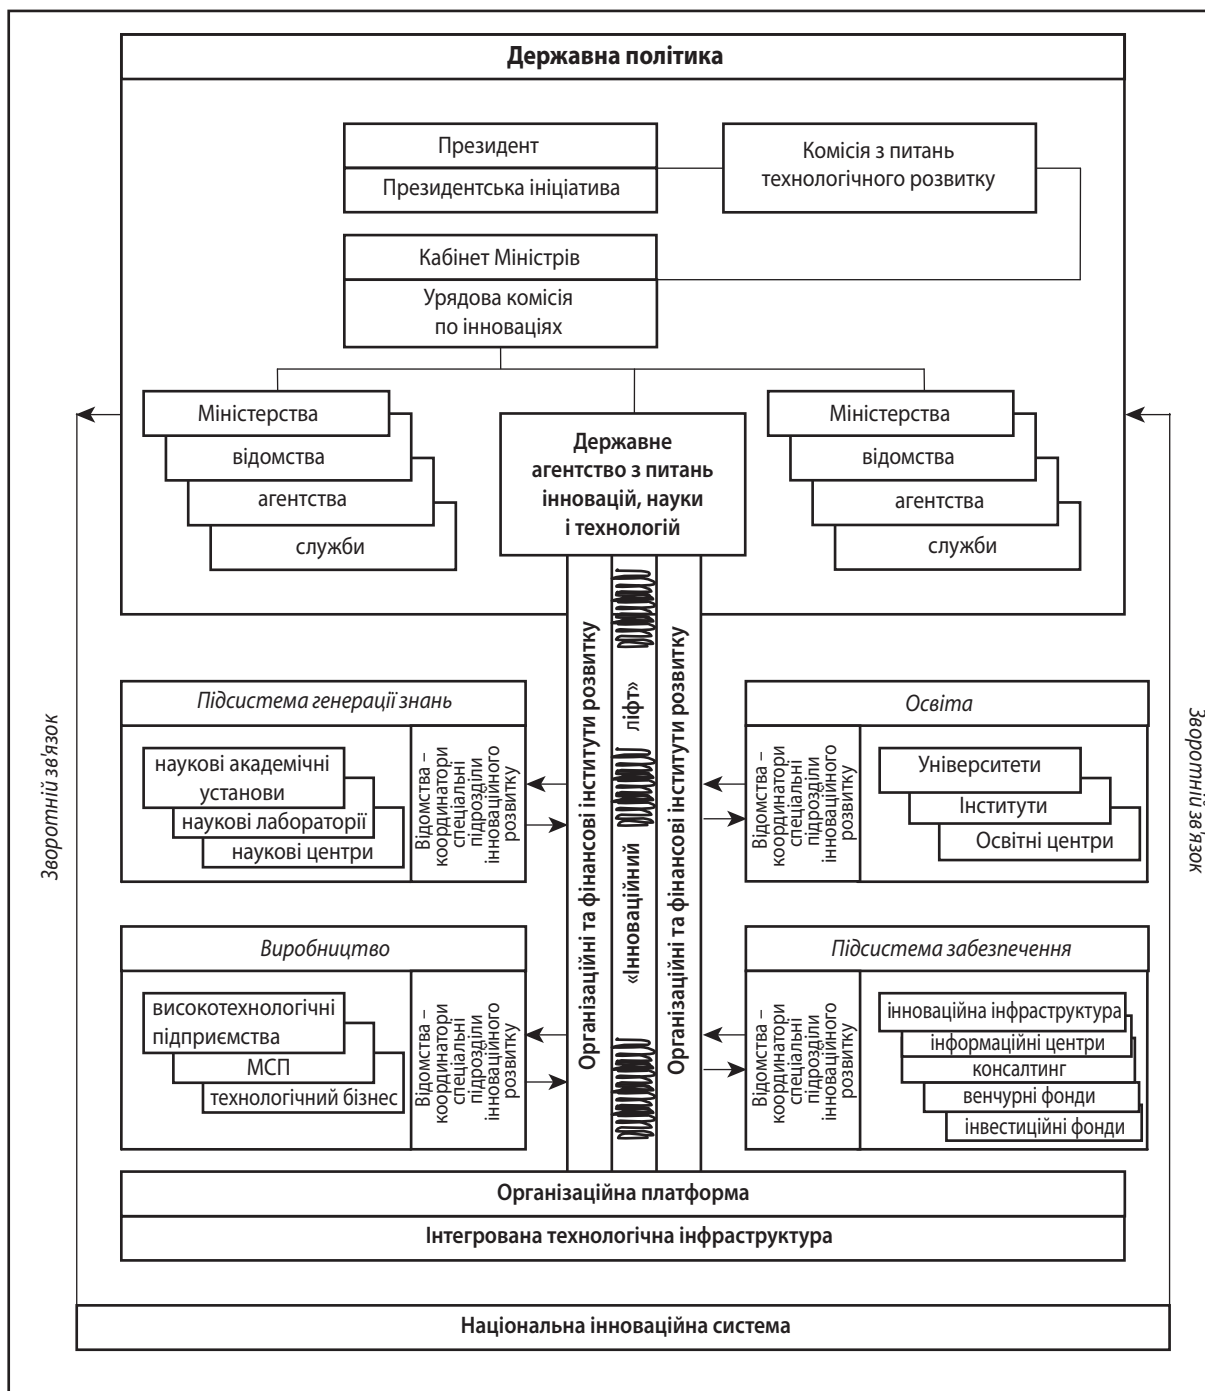 Державна політика
Президент
Президентська ініціатива
Комісія з питань
технологічного розвитку
Кабінет Міністрів
Урядова комісія
по інноваціях
Міністерства
відомства
агентства
служби
Державне
агентство з питань
інновацій, науки
і технологій
Міністерства
відомства
агентства
служби
Зворотній зв'язок
Підсистема генерації знань
наукові академічні
установи
наукові лабораторії
наукові центри
Відомства –
координатори
спеціальні
підрозділи
інноваційного
розвитку
Виробництво
високотехнологічні
підприємства
МСП
технологічний бізнес
Відомства –
координатори
спеціальні
підрозділи
інноваційного
розвитку
Організаційні та фінансові інститути розвитку
«Інноваційний ліфт»
Організаційні та фінансові інститути розвитку
Освіта
Відомства –
координатори
спеціальні
підрозділи
інноваційного
розвитку
Університети
Інститути
Освітні центри
Підсистема забезпечення
Відомства –
координатори
спеціальні
підрозділи
інноваційного
розвитку
інноваційна інфраструктура
інформаційні центри
консалтинг
венчурні фонди
інвестиційні фонди
Зворотній зв'язок
Організаційна платформа
Інтегрована технологічна інфраструктура
Національна інноваційна система